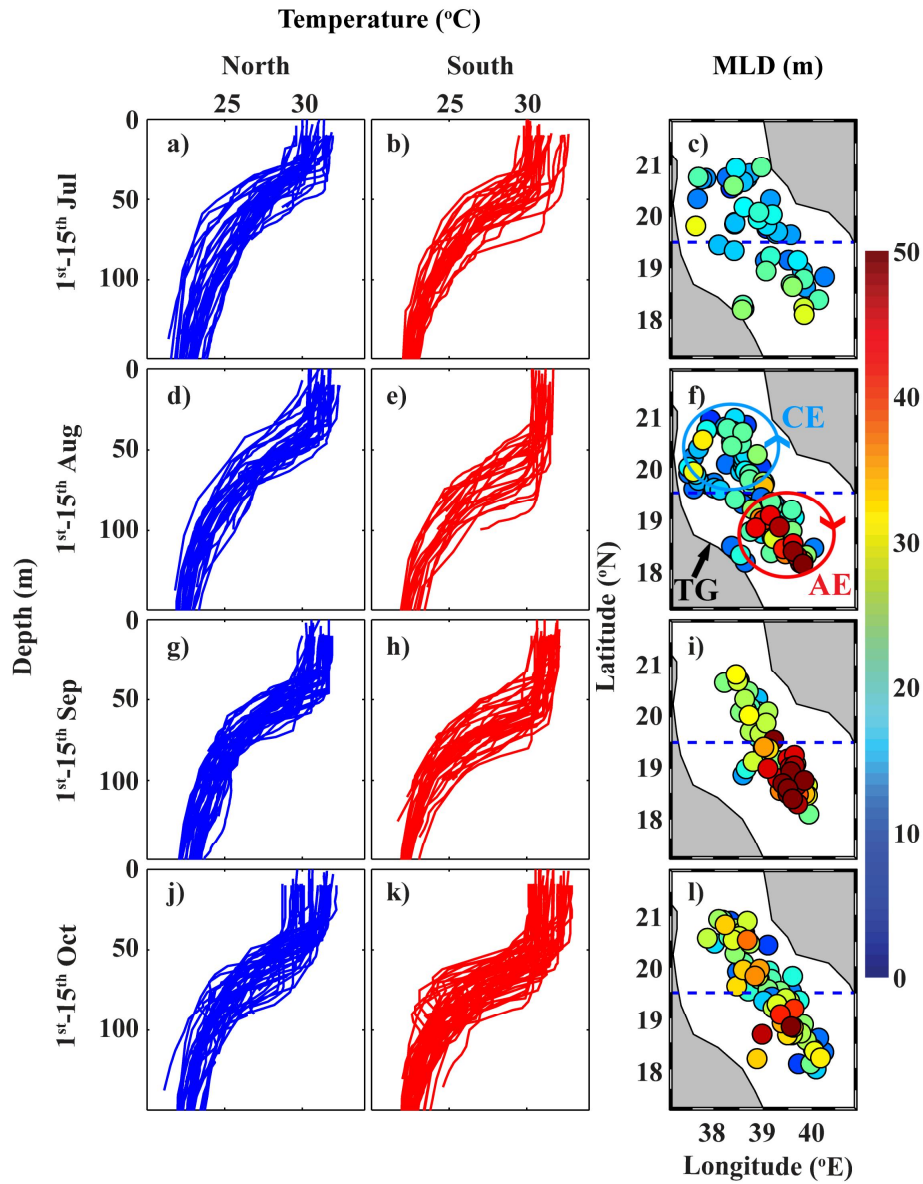 Temperature (°C)
North South MLD (m)
25 30 25 30
0 a) b) c) 21
50 20
100 19
18
1st-15th Jul
50
0 d) e) f) CE 21
50 20
100 19
TG AE 18
1st-15th Aug
40
Depth (m)
Latitude (°N)
30
0 g) h) i) 21
50 20
100 19
18
1st-15th Sep
20
10
0 j) k) l) 21
50 20
100 19
18
1st-15th Oct
0
38 39 40
Longitude (°E)